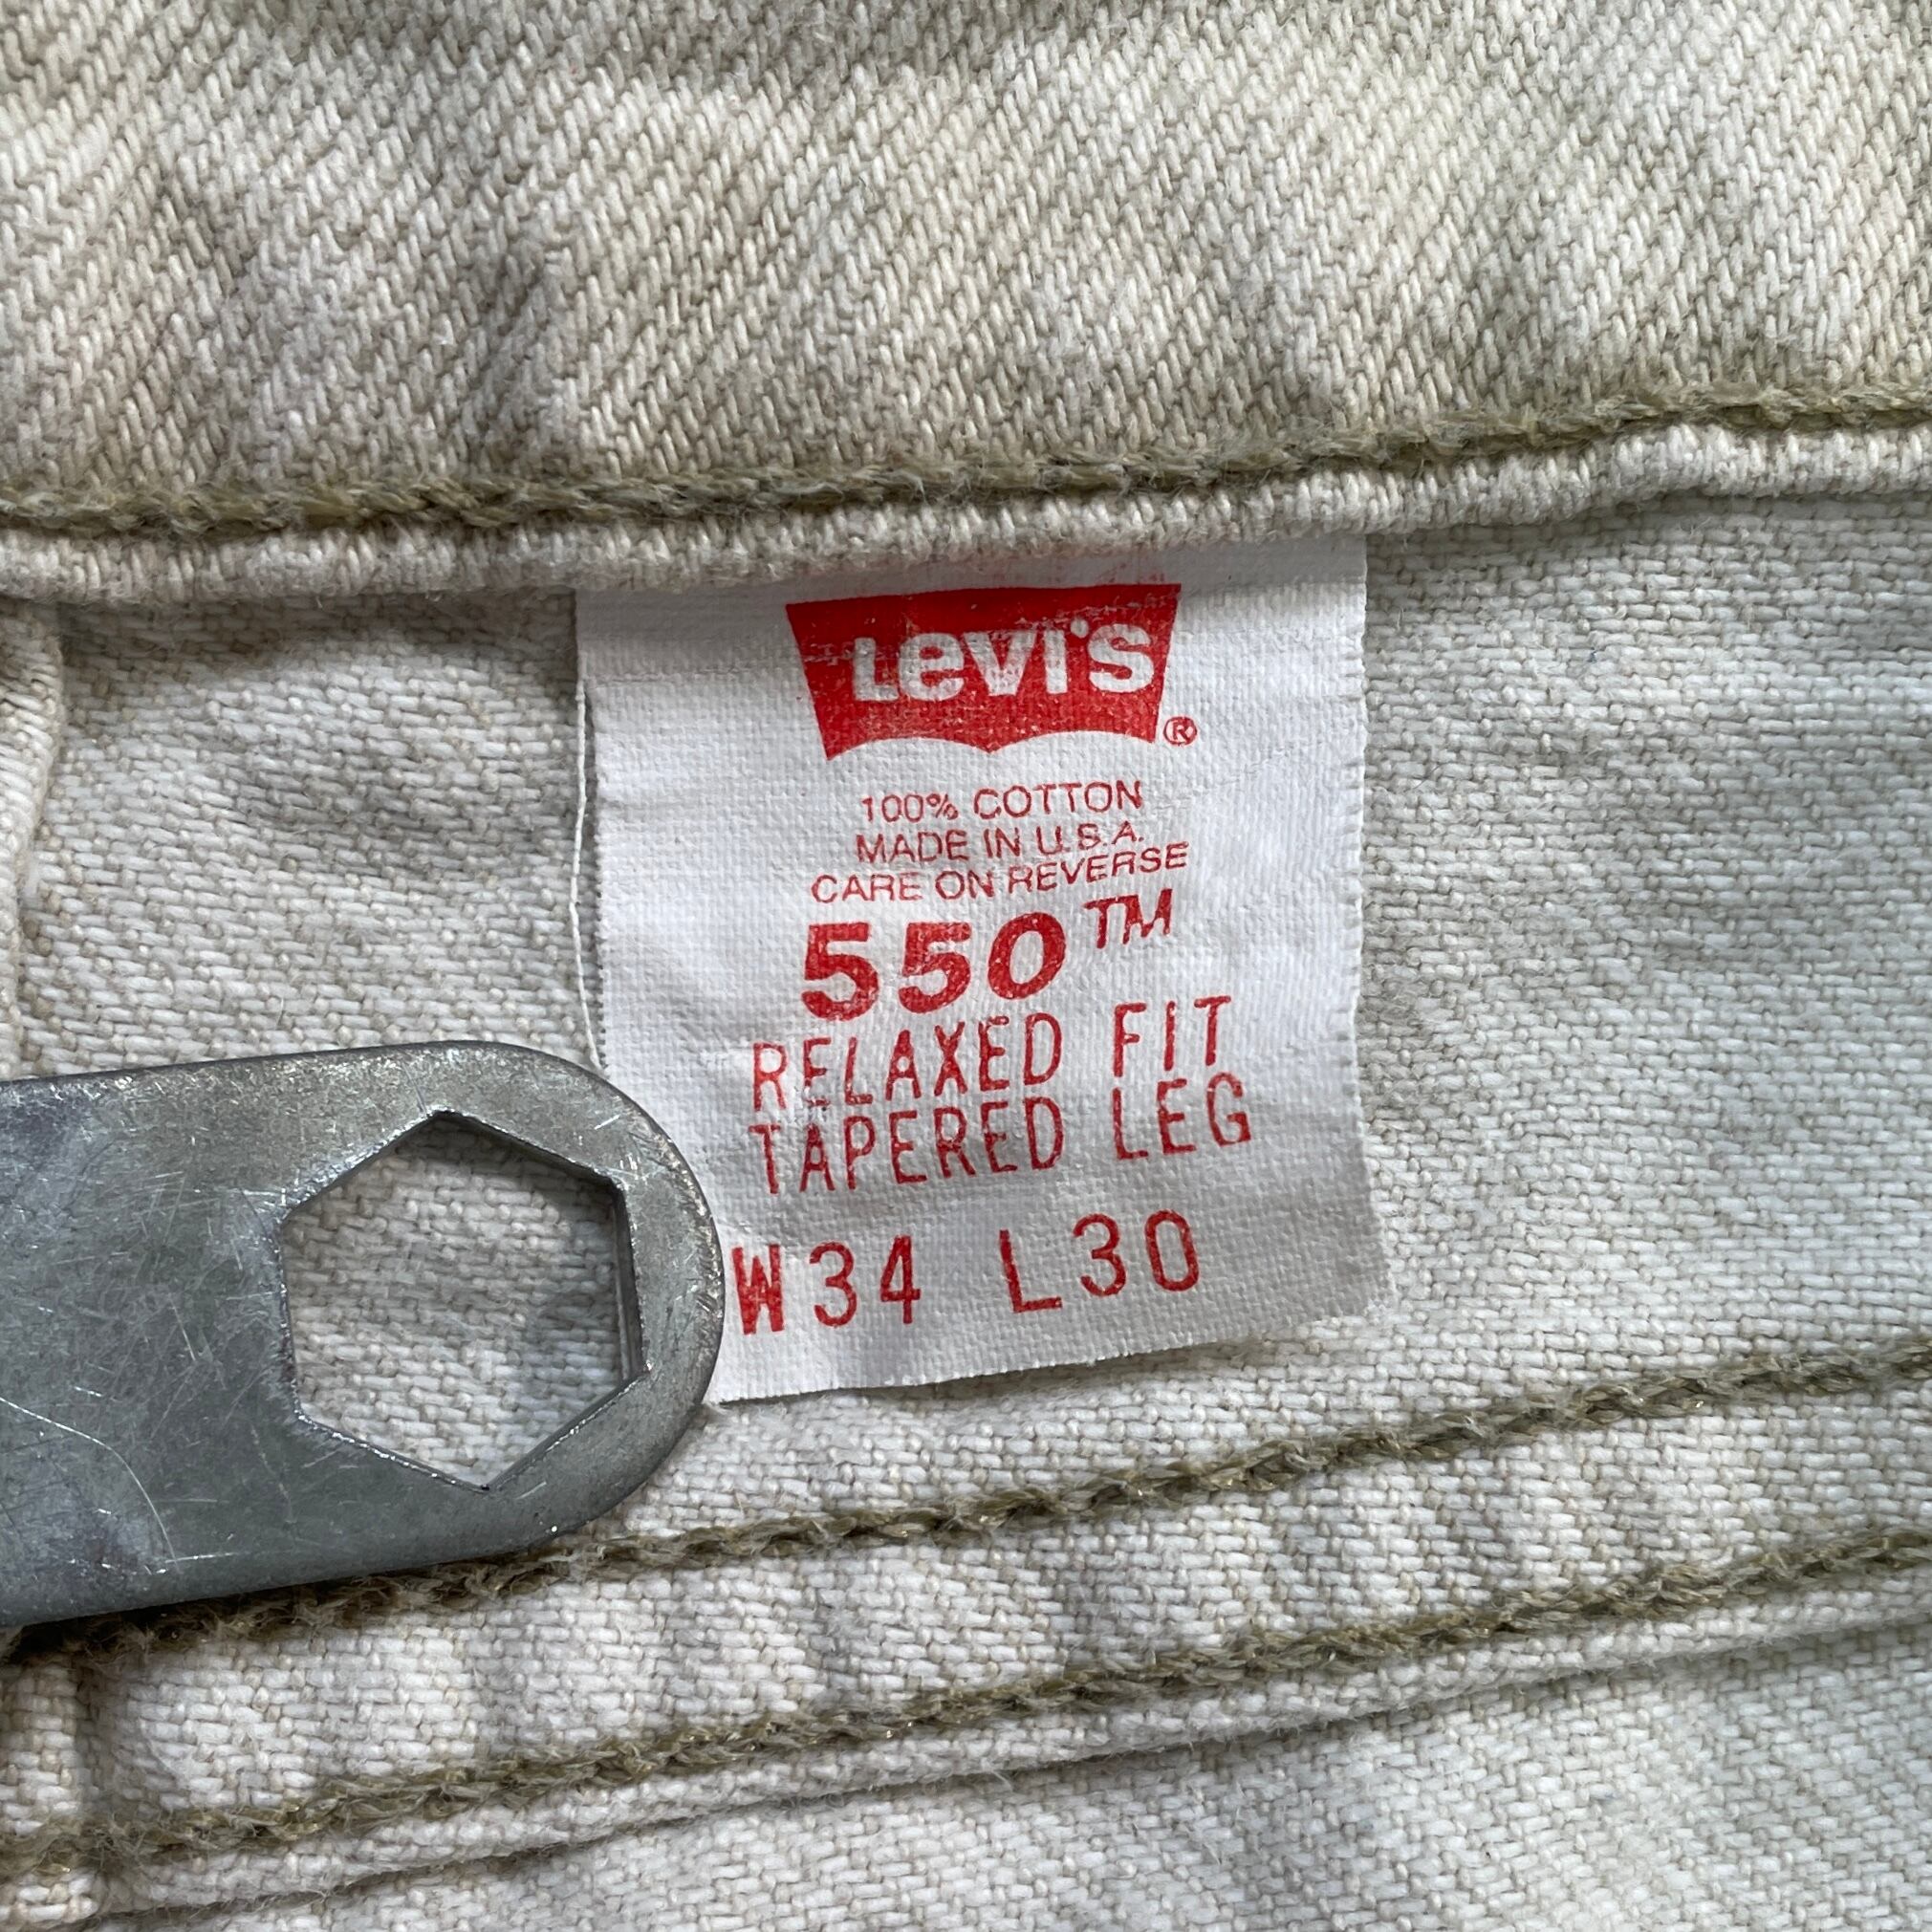 Levi's®
100% COTTON
MADE IN U.S.A.
CARE ON REVERSE
550™
RELAXED FIT
TAPERED LEG
W34 L30